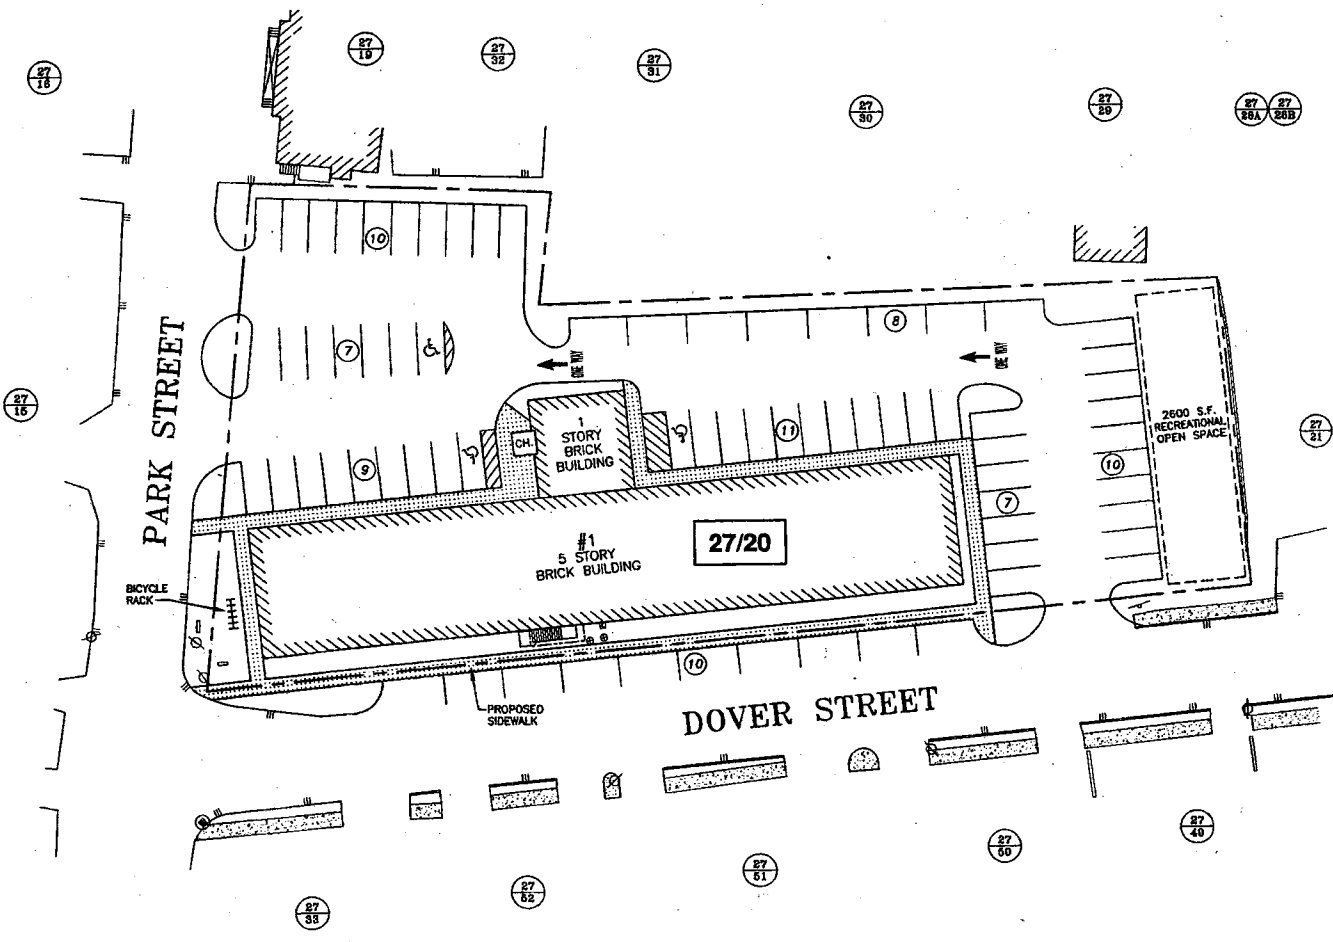 27
19
27
32
27
31
27
18
27
30
27
29
27
28A
27
28B
10
PARK STREET
7
8
ONE WAY
ONE WAY
27
15
2600 S.F.
RECREATIONAL
OPEN SPACE
27
21
1
STORY
BRICK
BUILDING
CH.
11
9
10
7
#1
5 STORY
BRICK BUILDING
27/20
BICYCLE
RACK
10
PROPOSED
SIDEWALK
DOVER STREET
27
49
27
50
27
51
27
52
27
33